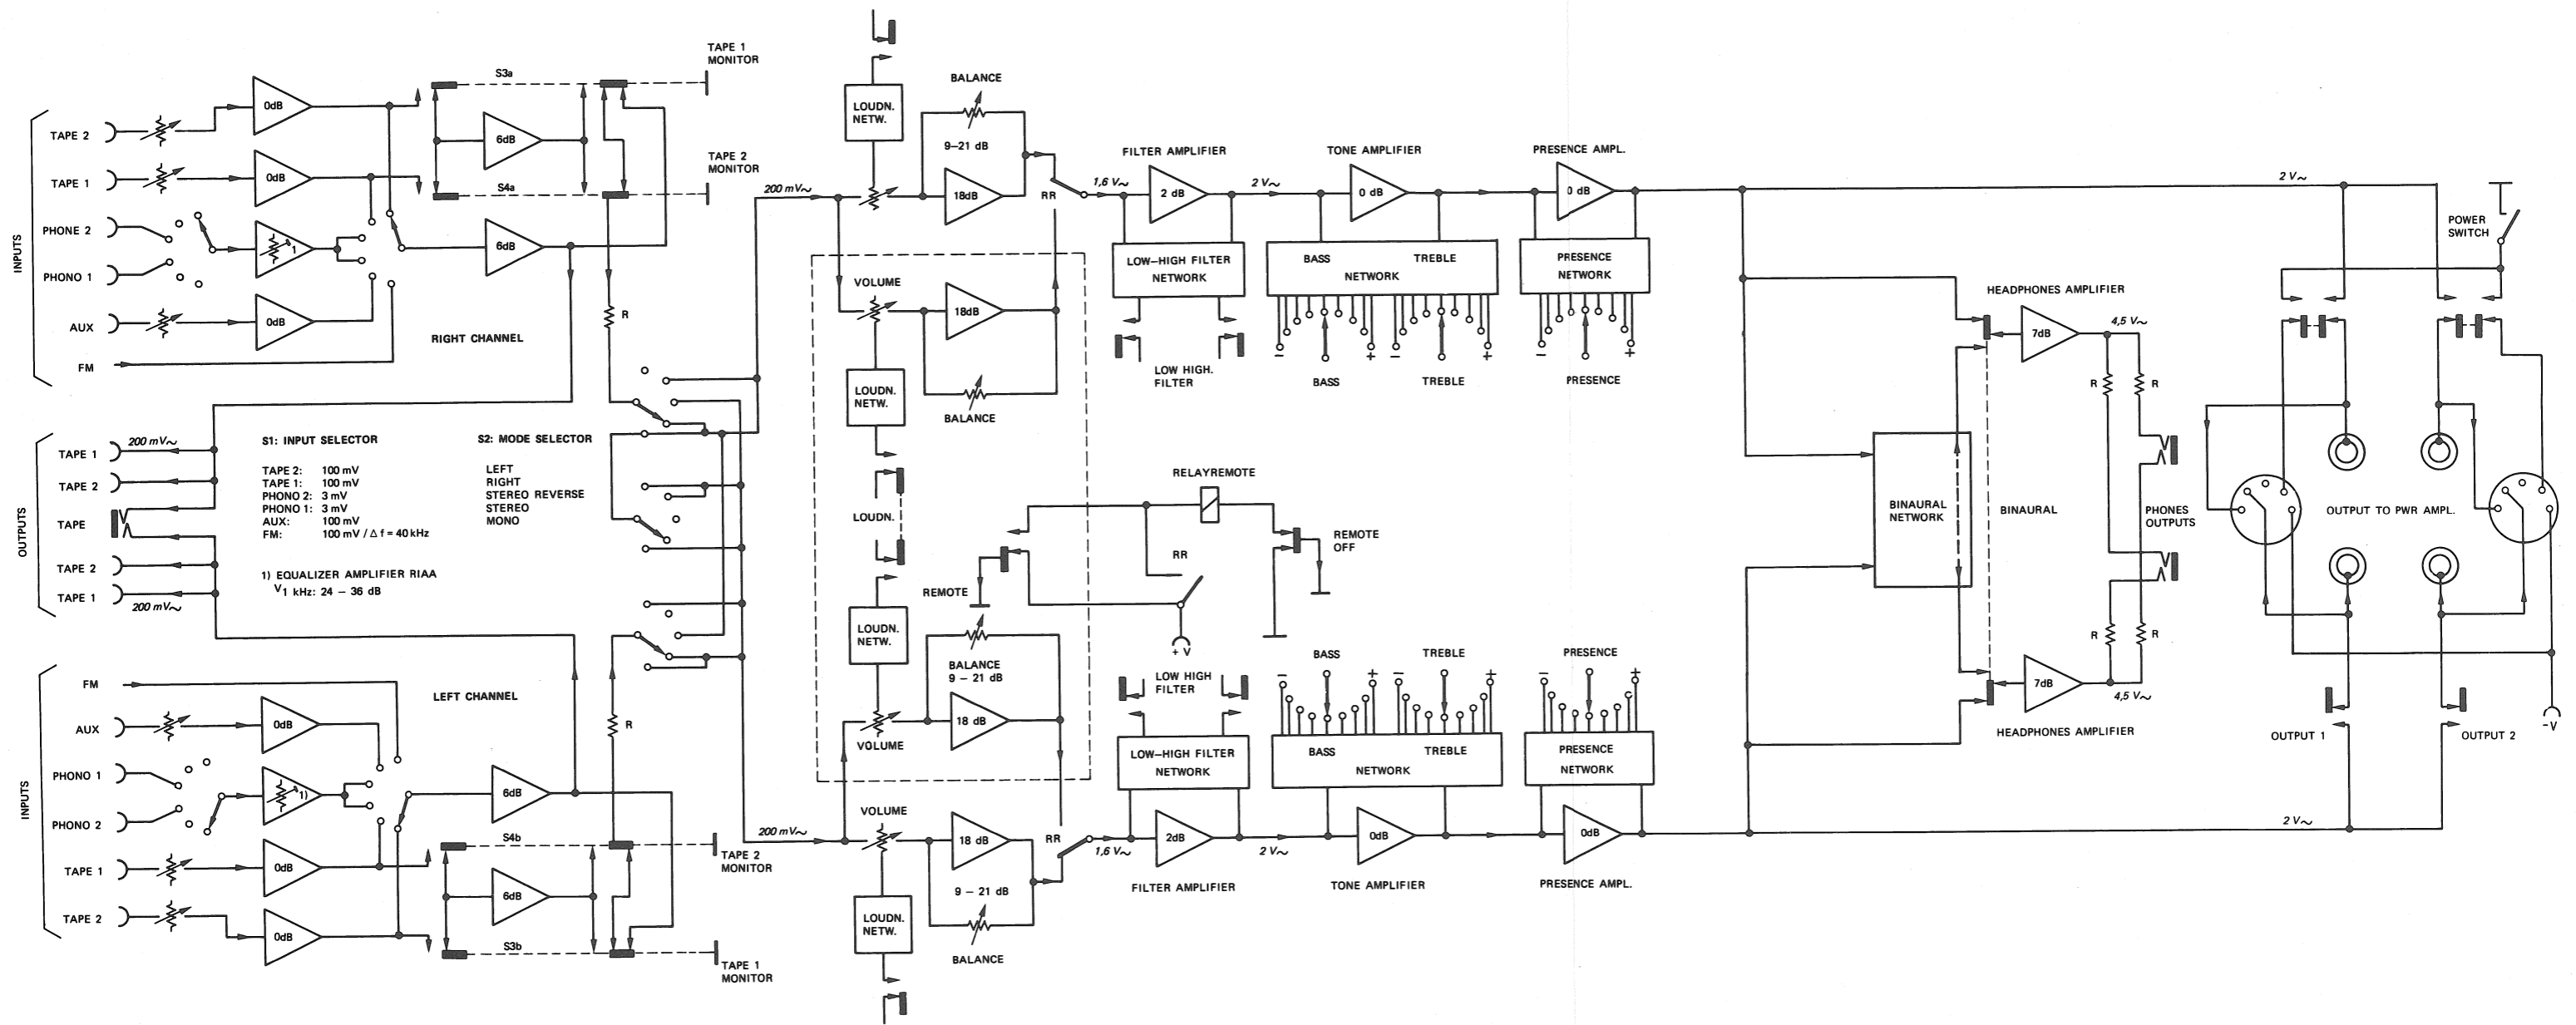 INPUTS
TAPE 2
TAPE 1
PHONE 2
PHONO 1
AUX
FM
0dB
0dB
1
0dB
S3a
6dB
S4a
6dB
TAPE 1
MONITOR
TAPE 2
MONITOR
RIGHT CHANNEL
R
OUTPUTS
TAPE 1
200 mV~
TAPE 2
TAPE
TAPE 2
TAPE 1
200 mV~
S1: INPUT SELECTOR
TAPE 2: 100 mV
TAPE 1: 100 mV
PHONO 2: 3 mV
PHONO 1: 3 mV
AUX: 100 mV
FM: 100 mV / Δ f = 40 kHz
1) EQUALIZER AMPLIFIER RIAA
V1 kHz: 24 – 36 dB
S2: MODE SELECTOR
LEFT
RIGHT
STEREO REVERSE
STEREO
MONO
INPUTS
FM
AUX
PHONO 1
PHONO 2
TAPE 1
TAPE 2
0dB
1)
0dB
0dB
LEFT CHANNEL
6dB
S4b
6dB
S3b
R
TAPE 2
MONITOR
TAPE 1
MONITOR
200 mV~
LOUDN.
NETW.
BALANCE
9–21 dB
18dB
RR
VOLUME
18dB
LOUDN.
NETW.
BALANCE
LOUDN.
LOUDN.
NETW.
REMOTE
BALANCE
9 – 21 dB
18 dB
VOLUME
200 mV~
VOLUME
18 dB
9 – 21 dB
LOUDN.
NETW.
BALANCE
RR
RELAYREMOTE
RR
+ V
REMOTE
OFF
1,6 V~
FILTER AMPLIFIER
2 dB
2 V~
LOW–HIGH FILTER
NETWORK
LOW HIGH.
FILTER
TONE AMPLIFIER
0 dB
BASS TREBLE
NETWORK
– + – +
BASS
TREBLE
PRESENCE AMPL.
0 dB
PRESENCE
NETWORK
– +
PRESENCE
LOW HIGH
FILTER
LOW–HIGH FILTER
NETWORK
1,6 V~
2dB
2 V~
FILTER AMPLIFIER
BASS
TREBLE
– + – +
BASS TREBLE
NETWORK
0dB
TONE AMPLIFIER
PRESENCE
– +
PRESENCE
NETWORK
0dB
PRESENCE AMPL.
BINAURAL
NETWORK
BINAURAL
HEADPHONES AMPLIFIER
7dB
4,5 V~
R
R
PHONES
OUTPUTS
R
R
7dB
4,5 V~
HEADPHONES AMPLIFIER
2 V~
POWER
SWITCH
OUTPUT TO PWR AMPL.
OUTPUT 1
OUTPUT 2
-V
2 V~